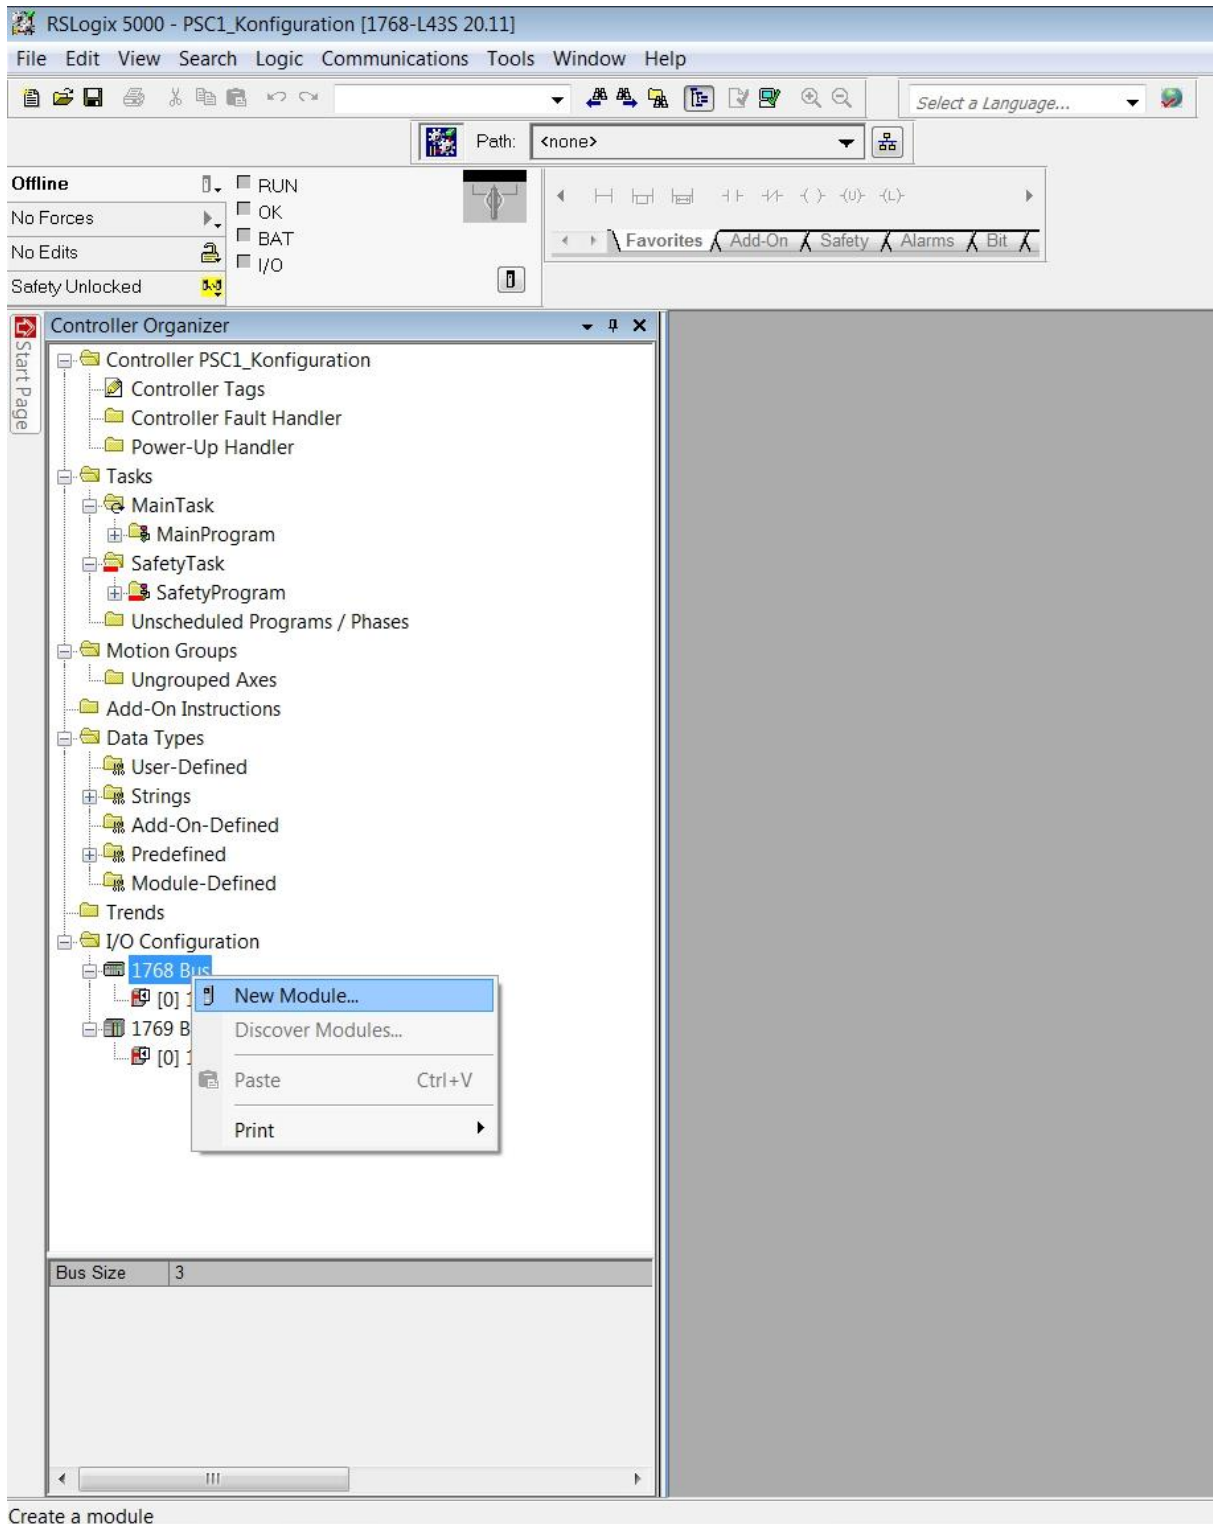 RSLogix 5000 - PSC1_Konfiguration [1768-L43S 20.11]
File Edit View Search Logic Communications Tools Window Help
Select a Language...
Path: <none>
Offline
RUN
No Forces
OK
BAT
No Edits
I/O
Safety Unlocked
Favorites Add-On Safety Alarms Bit
Start Page
Controller Organizer
Controller PSC1_Konfiguration
Controller Tags
Controller Fault Handler
Power-Up Handler
Tasks
MainTask
MainProgram
SafetyTask
SafetyProgram
Unscheduled Programs / Phases
Motion Groups
Ungrouped Axes
Add-On Instructions
Data Types
User-Defined
Strings
Add-On-Defined
Predefined
Module-Defined
Trends
I/O Configuration
1768 Bus
[0] 1
New Module...
1769 B
Discover Modules...
[0] 1
Paste Ctrl+V
Print
Bus Size 3
Create a module